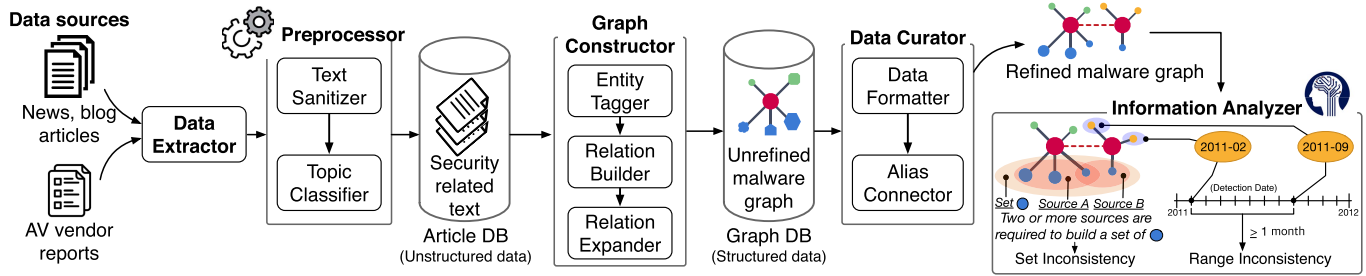 Data sources
News, blog
articles
AV vendor
reports
Data
Extractor
Preprocessor
Text
Sanitizer
Topic
Classifier
Security
related
text
Article DB
(Unstructured data)
Graph
Constructor
Entity
Tagger
Relation
Builder
Relation
Expander
Unrefined
malware
graph
Graph DB
(Structured data)
Data Curator
Data
Formatter
Alias
Connector
Refined malware graph
Information Analyzer
2011-02
2011-09
Set
Source A
Source B
Two or more sources are
required to build a set of
Set Inconsistency
(Detection Date)
2011
2012
≥ 1 month
Range Inconsistency